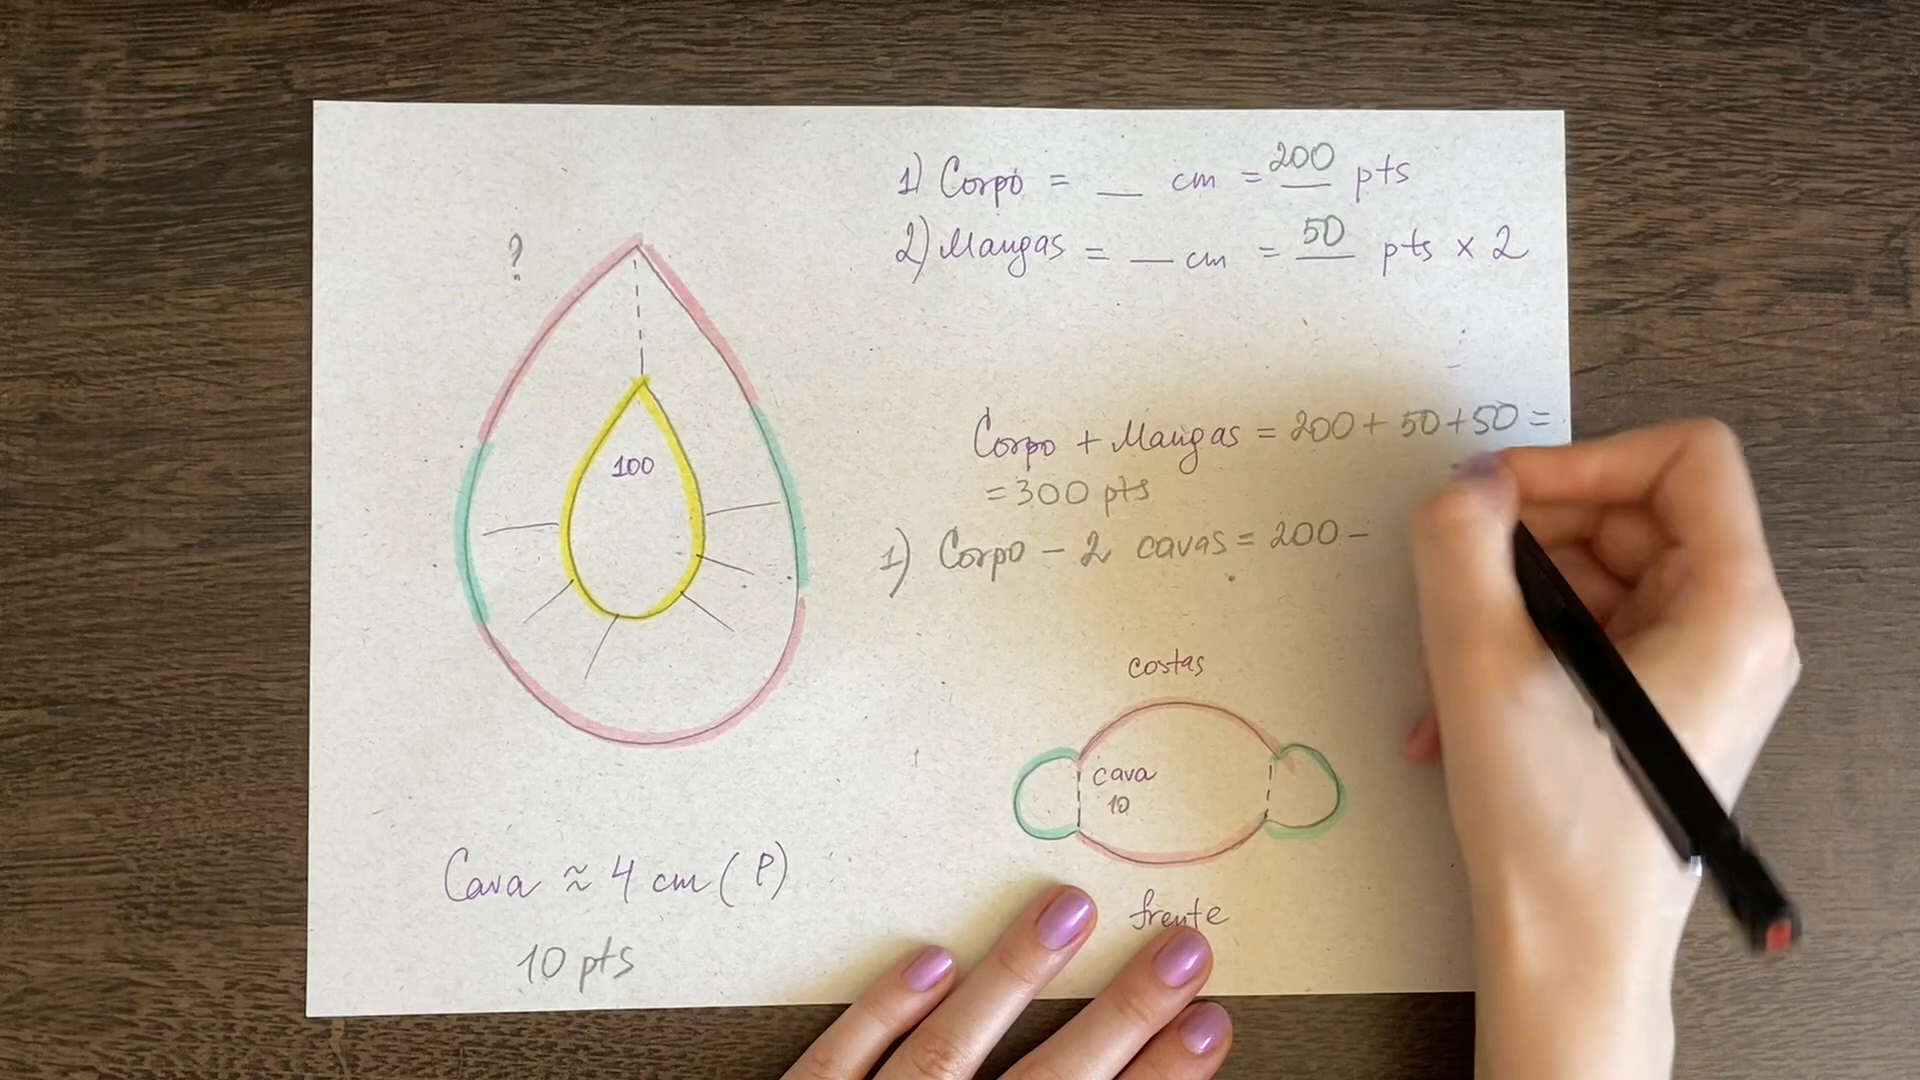 1) Corpo = __ cm = 200 pts
2) Mangas = __ cm = 50 pts x 2
?
100
Corpo + Mangas = 200 + 50 + 50 =
= 300 pts
1) Corpo - 2 cavas = 200 -
costas
cava
10
frente
Cava ≈ 4 cm (P)
10 pts